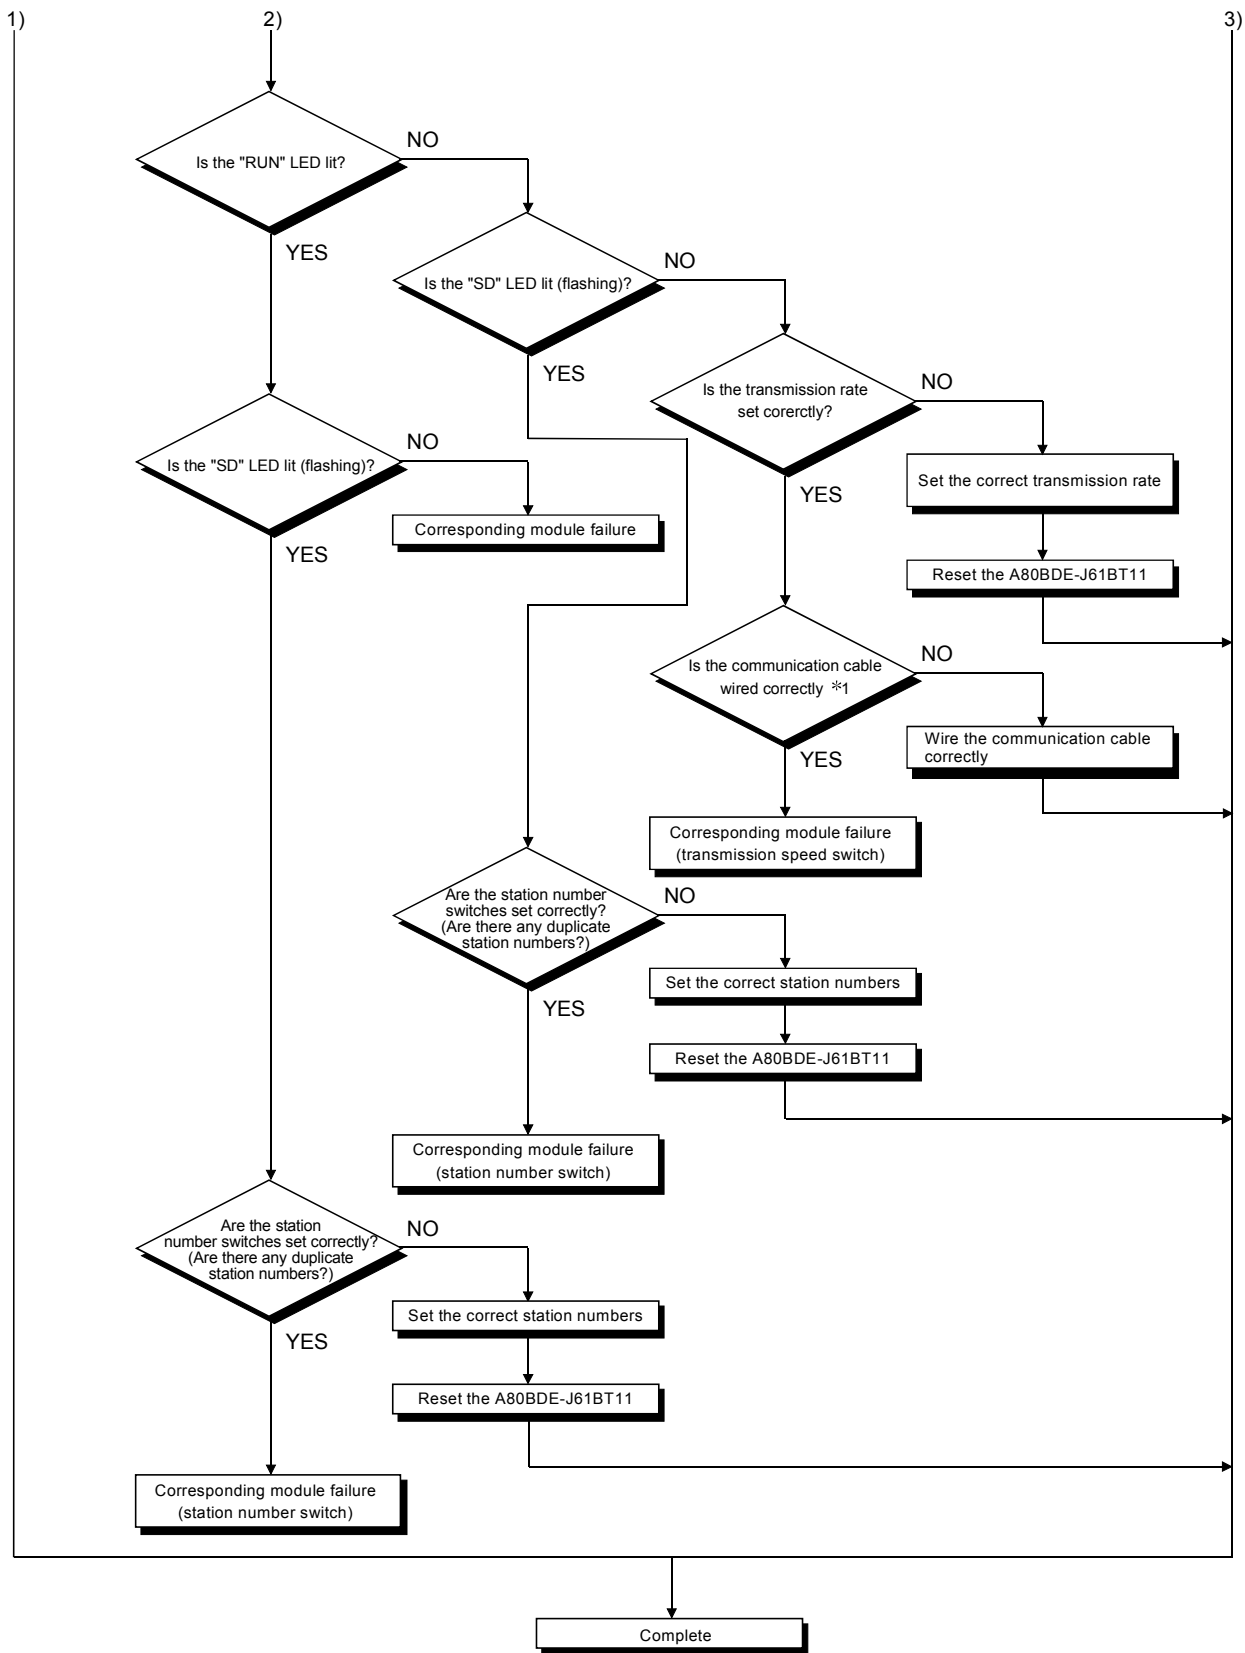 1)
2)
3)
Is the "RUN" LED lit?
NO
YES
Is the "SD" LED lit (flashing)?
NO
YES
Is the transmission rate
set corerctly?
NO
YES
Set the correct transmission rate
Reset the A80BDE-J61BT11
Is the "SD" LED lit (flashing)?
NO
YES
Corresponding module failure
Is the communication cable
wired correctly *1
NO
YES
Wire the communication cable
correctly
Corresponding module failure
(transmission speed switch)
Are the station number
switches set correctly?
(Are there any duplicate
station numbers?)
NO
YES
Set the correct station numbers
Reset the A80BDE-J61BT11
Corresponding module failure
(station number switch)
Are the station
number switches set correctly?
(Are there any duplicate
station numbers?)
NO
YES
Set the correct station numbers
Reset the A80BDE-J61BT11
Corresponding module failure
(station number switch)
Complete